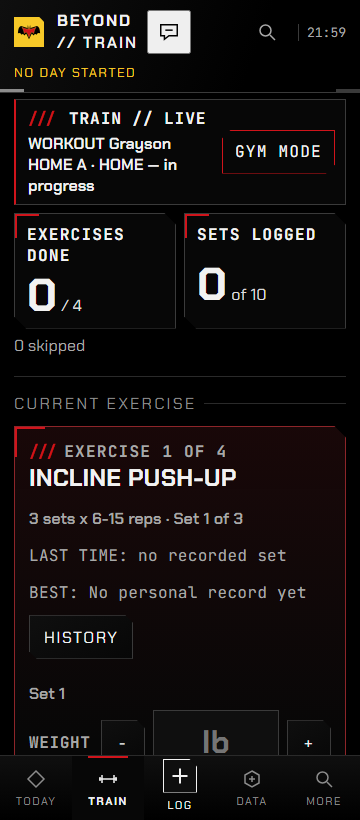 BEYOND
// TRAIN
21:59
NO DAY STARTED
/// TRAIN // LIVE
WORKOUT Grayson
HOME A · HOME — in
progress
GYM MODE
EXERCISES
DONE
0 / 4
SETS LOGGED
0 of 10
0 skipped
CURRENT EXERCISE
/// EXERCISE 1 OF 4
INCLINE PUSH-UP
3 sets x 6-15 reps · Set 1 of 3
LAST TIME: no recorded set
BEST: No personal record yet
HISTORY
Set 1
WEIGHT - lb +
TODAY
TRAIN
LOG
DATA
MORE